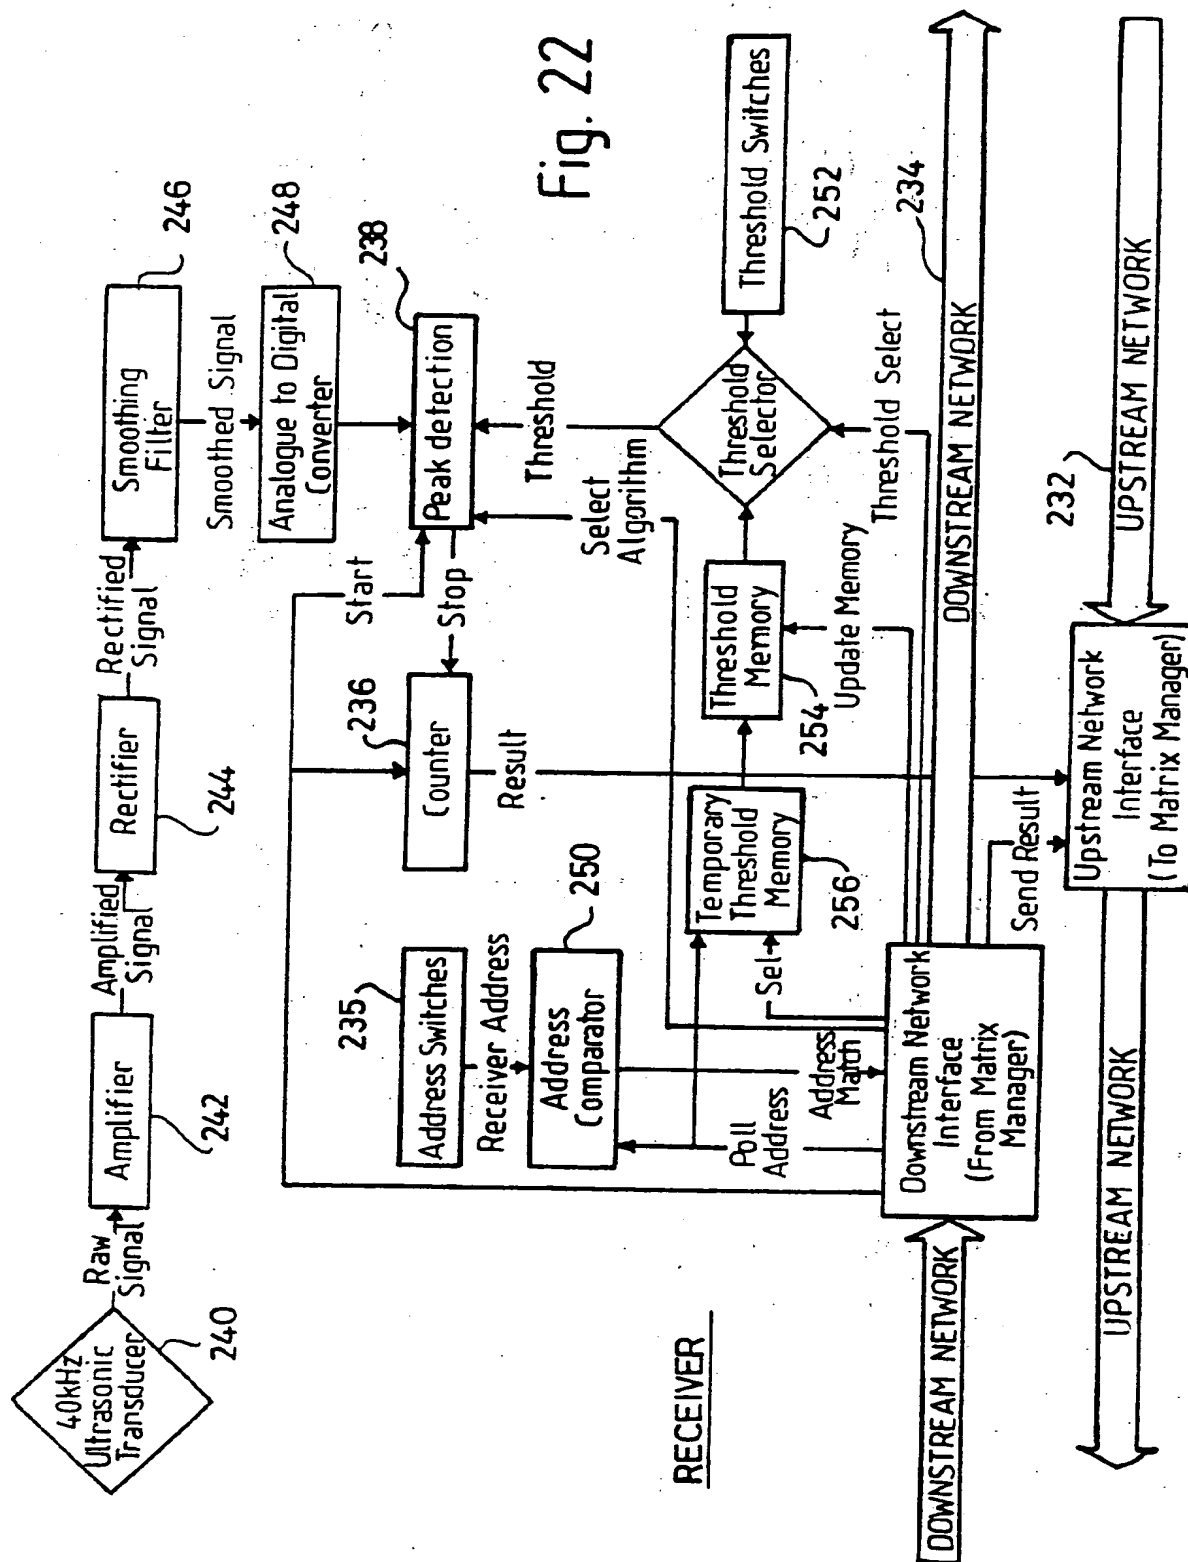 40kHz
Ultrasonic
Transducer
240
Raw
Signal
Amplifier
242
Amplified
Signal
Rectifier
244
Rectified
Signal
Smoothing
Filter
246
Smoothed Signal
Analogue to Digital
Converter
248
Start
236
Counter
Stop
238
Peak detection
Fig. 22
235
Address Switches
Receiver Address
250
Address
Comparator
Result
Select
Algorithm
Threshold
Temporary
Threshold
Memory
256
Threshold
Memory
254
Threshold
Selector
Threshold Switches
252
Poll
Address
Address
Match
Sel
Update Memory
Threshold Select
RECEIVER
DOWNSTREAM NETWORK
Downstream Network
Interface
(From Matrix
Manager)
DOWNSTREAM NETWORK
234
Send Result
UPSTREAM NETWORK
Upstream Network
Interface
(To Matrix Manager)
UPSTREAM NETWORK
232